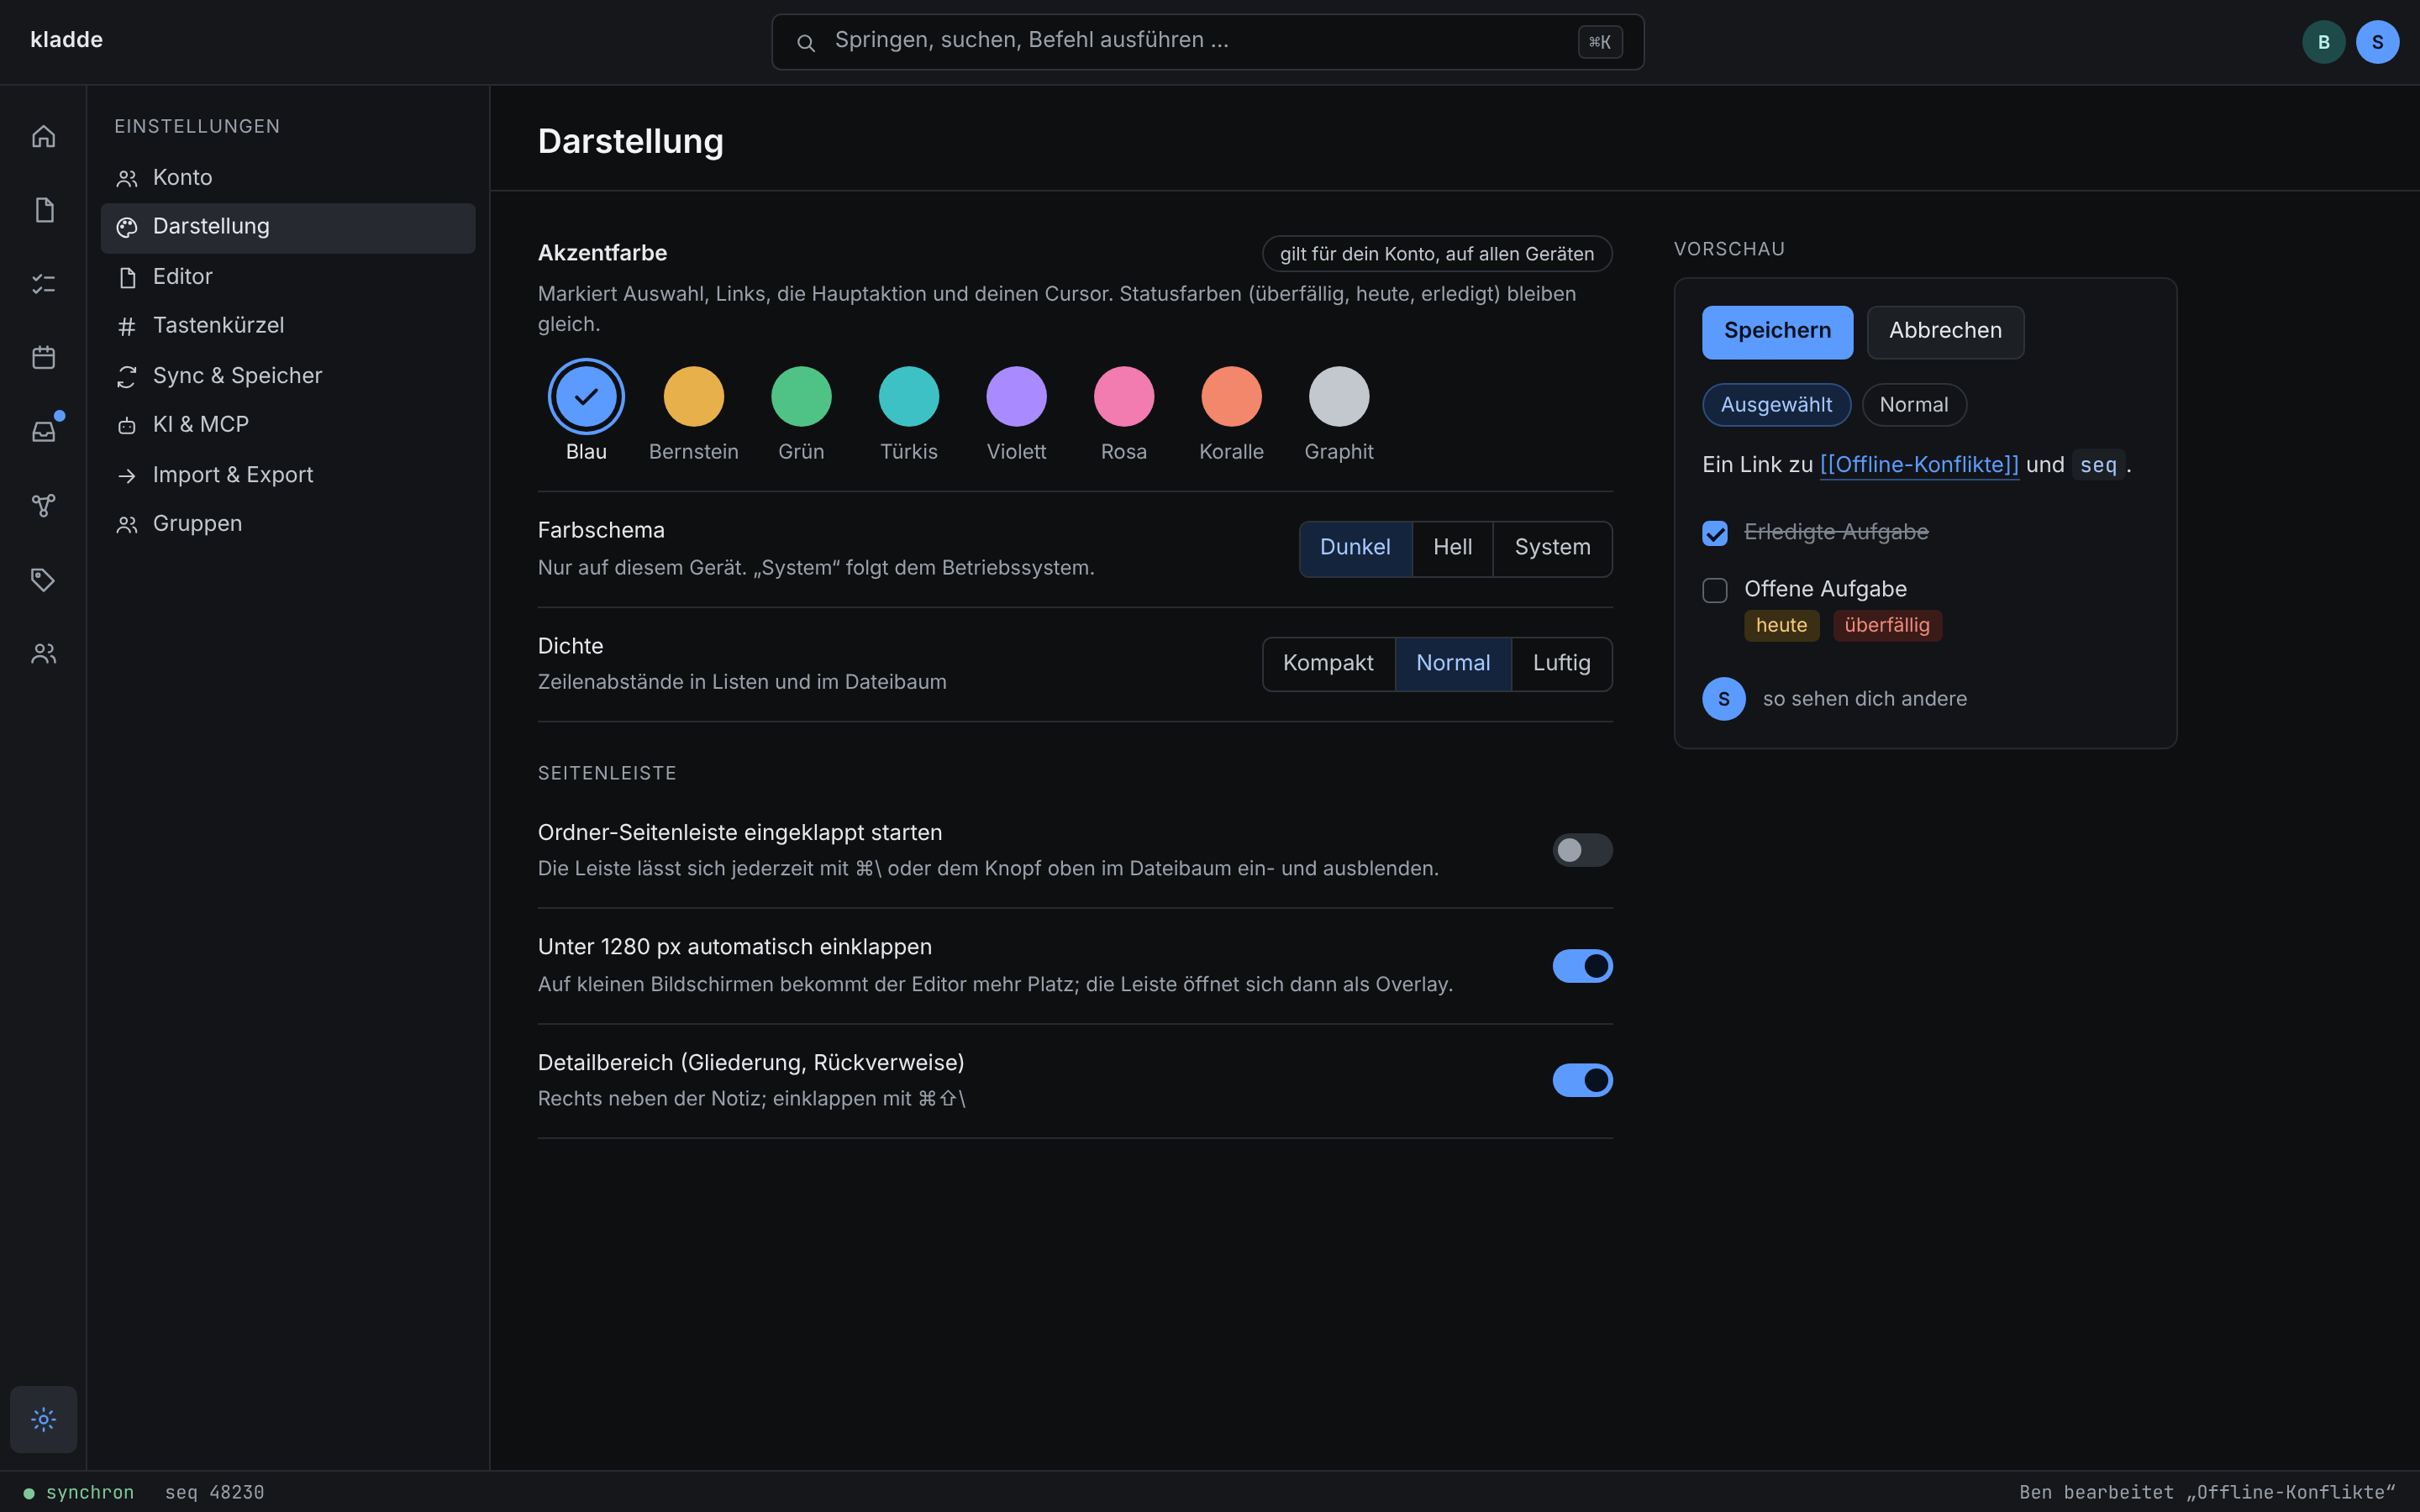 kladde
Springen, suchen, Befehl ausführen …
⌘K
B
S
EINSTELLUNGEN
Konto
Darstellung
Editor
Tastenkürzel
Sync & Speicher
KI & MCP
Import & Export
Gruppen
Darstellung
Akzentfarbe
gilt für dein Konto, auf allen Geräten
Markiert Auswahl, Links, die Hauptaktion und deinen Cursor. Statusfarben (überfällig, heute, erledigt) bleiben
gleich.
Blau
Bernstein
Grün
Türkis
Violett
Rosa
Koralle
Graphit
Farbschema
Nur auf diesem Gerät. „System“ folgt dem Betriebssystem.
Dunkel
Hell
System
Dichte
Zeilenabstände in Listen und im Dateibaum
Kompakt
Normal
Luftig
SEITENLEISTE
Ordner-Seitenleiste eingeklappt starten
Die Leiste lässt sich jederzeit mit ⌘\ oder dem Knopf oben im Dateibaum ein- und ausblenden.
Unter 1280 px automatisch einklappen
Auf kleinen Bildschirmen bekommt der Editor mehr Platz; die Leiste öffnet sich dann als Overlay.
Detailbereich (Gliederung, Rückverweise)
Rechts neben der Notiz; einklappen mit ⌘⇧\
VORSCHAU
Speichern
Abbrechen
Ausgewählt
Normal
Ein Link zu [[Offline-Konflikte]] und seq.
Erledigte Aufgabe
Offene Aufgabe
heute
überfällig
S
so sehen dich andere
synchron
seq 48230
Ben bearbeitet „Offline-Konflikte“